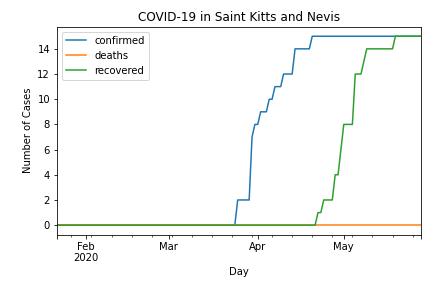 COVID-19 in Saint Kitts and Nevis
confirmed
deaths
recovered
14
12
10
8
6
4
2
0
Number of Cases
Feb Mar Apr May
2020
Day